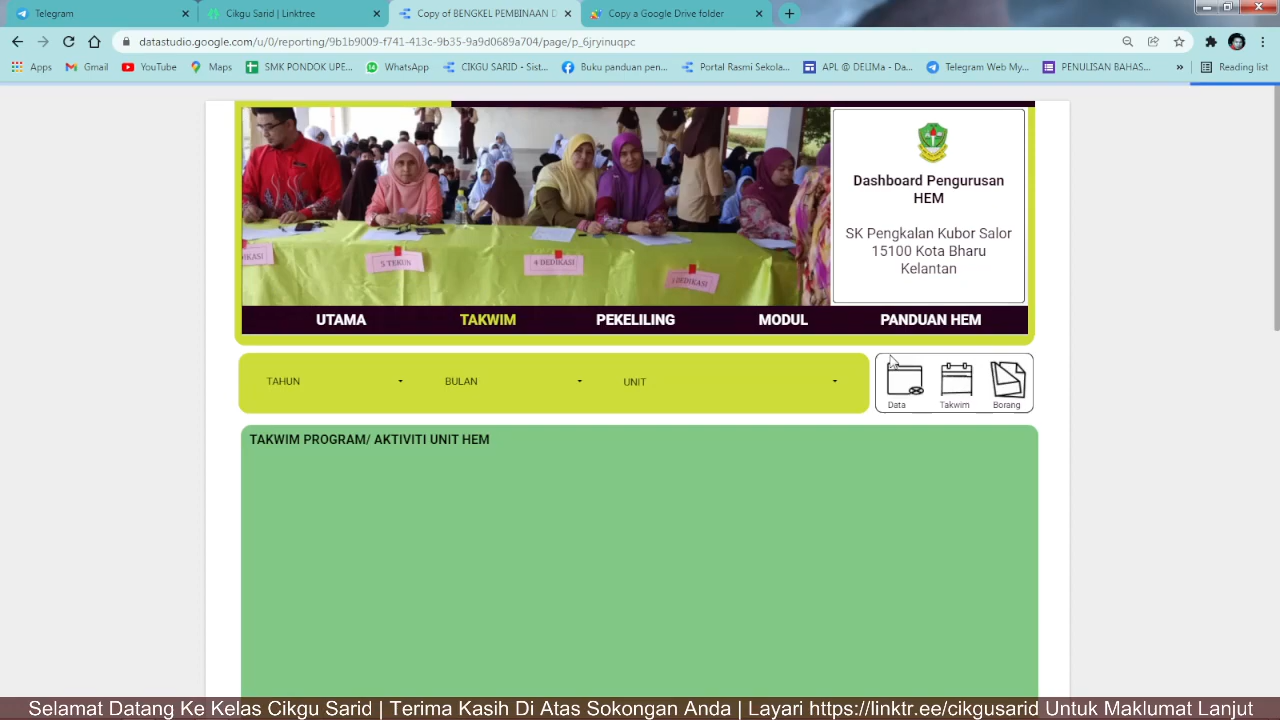 Telegram
Cikgu Sarid | Linktree
Copy of BENGKEL PEMBINAAN D
Copy a Google Drive folder
datastudio.google.com/u/0/reporting/9b1b9009-f741-413c-9b35-9a9d0689a704/page/p_6jryinuqpc
Apps
Gmail
YouTube
Maps
SMK PONDOK UPE...
WhatsApp
CIKGU SARID - Sist...
Buku panduan pen...
Portal Rasmi Sekola...
APL @ DELIMa - Da...
Telegram Web My...
PENULISAN BAHAS...
»
Reading list
Dashboard Pengurusan
HEM
SK Pengkalan Kubor Salor
15100 Kota Bharu
Kelantan
IKASI
5 TEKUN
4 DEDIKASI
1 DEDIKASI
UTAMA
TAKWIM
PEKELILING
MODUL
PANDUAN HEM
TAHUN
BULAN
UNIT
Data
Takwim
Borang
TAKWIM PROGRAM/ AKTIVITI UNIT HEM
Selamat Datang Ke Kelas Cikgu Sarid | Terima Kasih Di Atas Sokongan Anda | Layari https://linktr.ee/cikgusarid Untuk Maklumat Lanjut